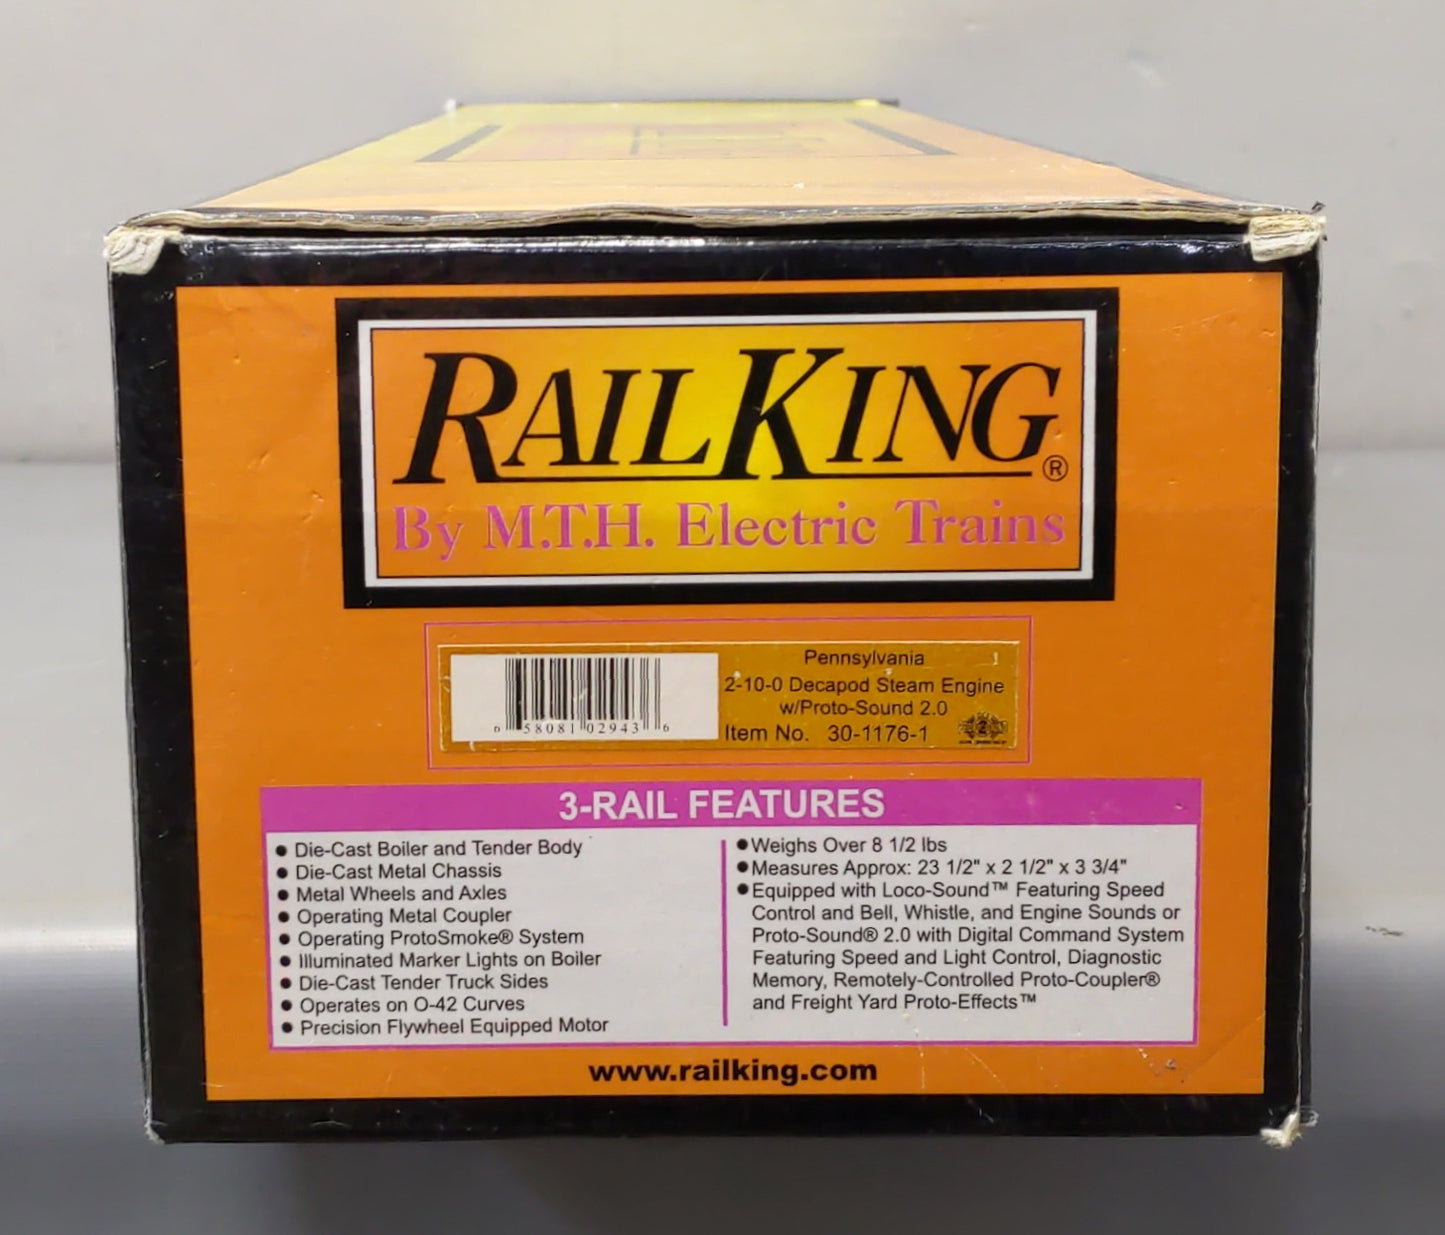 RAILKING®
By M.T.H. Electric Trains
Pennsylvania 1
2-10-0 Decapod Steam Engine
w/Proto-Sound 2.0
Item No. 30-1176-1
6 58081 02943 6
3-RAIL FEATURES
● Die-Cast Boiler and Tender Body
● Die-Cast Metal Chassis
● Metal Wheels and Axles
● Operating Metal Coupler
● Operating ProtoSmoke® System
● Illuminated Marker Lights on Boiler
● Die-Cast Tender Truck Sides
● Operates on O-42 Curves
● Precision Flywheel Equipped Motor
● Weighs Over 8 1/2 lbs
● Measures Approx: 23 1/2" x 2 1/2" x 3 3/4"
● Equipped with Loco-Sound™ Featuring Speed
Control and Bell, Whistle, and Engine Sounds or
Proto-Sound® 2.0 with Digital Command System
Featuring Speed and Light Control, Diagnostic
Memory, Remotely-Controlled Proto-Coupler®
and Freight Yard Proto-Effects™
www.railking.com